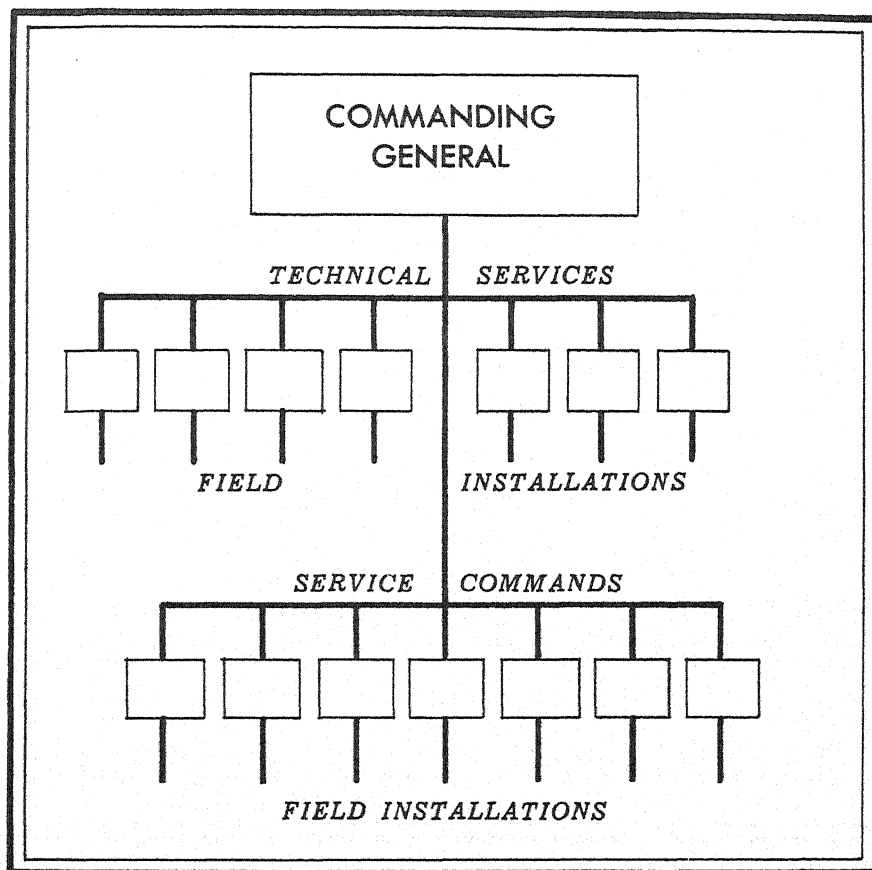 COMMANDING
GENERAL
TECHNICAL SERVICES
FIELD INSTALLATIONS
SERVICE COMMANDS
FIELD INSTALLATIONS